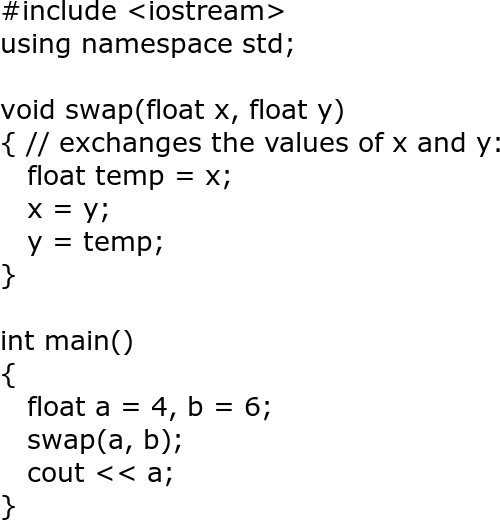 #include <iostream>
using namespace std;
void swap(float x, float y)
{ // exchanges the values of x and y:
float temp = x;
x = y;
y = temp;
}
int main()
{
float a = 4, b = 6;
swap(a, b);
cout << a;
}